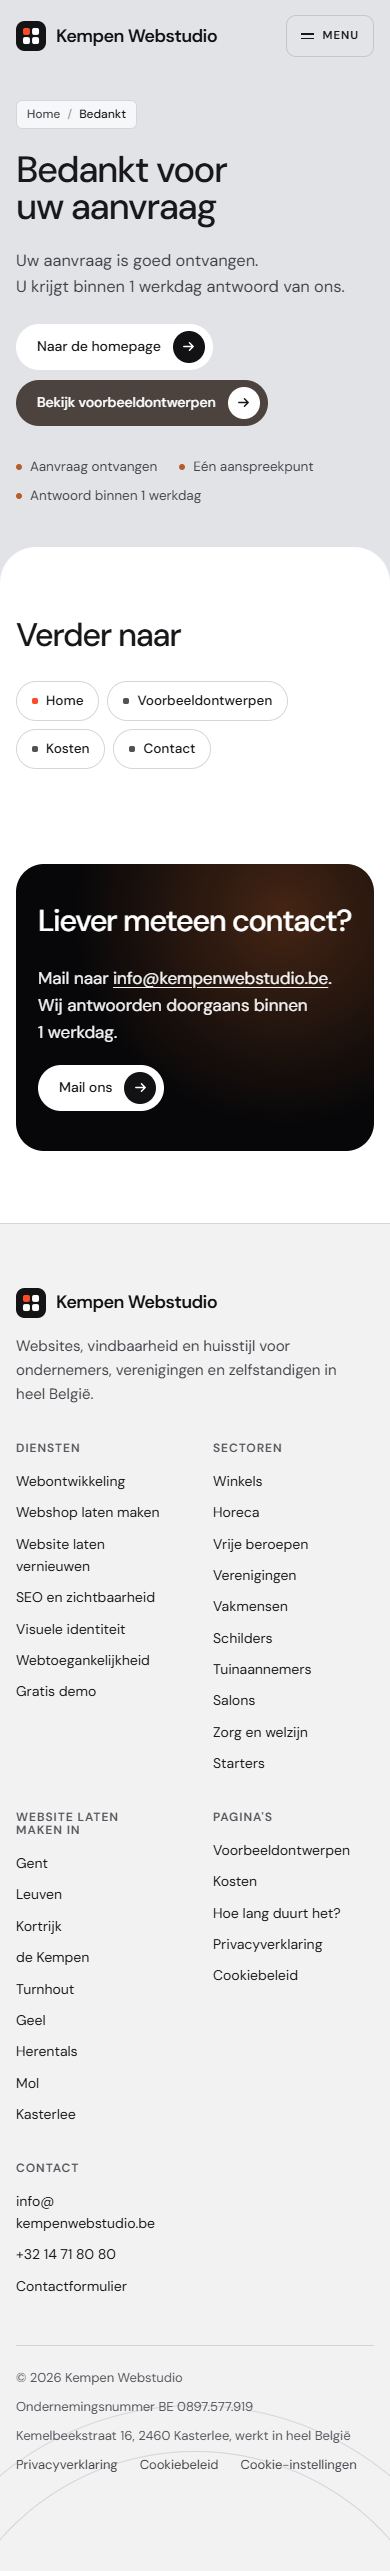 Kempen Webstudio
MENU
Home / Bedankt
Bedankt voor
uw aanvraag
Uw aanvraag is goed ontvangen.
U krijgt binnen 1 werkdag antwoord van ons.
Naar de homepage
Bekijk voorbeeldontwerpen
Aanvraag ontvangen
Eén aanspreekpunt
Antwoord binnen 1 werkdag
Verder naar
Home
Voorbeeldontwerpen
Kosten
Contact
Liever meteen contact?
Mail naar info@kempenwebstudio.be.
Wij antwoorden doorgaans binnen
1 werkdag.
Mail ons
Kempen Webstudio
Websites, vindbaarheid en huisstijl voor
ondernemers, verenigingen en zelfstandigen in
heel België.
DIENSTEN
Webontwikkeling
Webshop laten maken
Website laten
vernieuwen
SEO en zichtbaarheid
Visuele identiteit
Webtoegankelijkheid
Gratis demo
SECTOREN
Winkels
Horeca
Vrije beroepen
Verenigingen
Vakmensen
Schilders
Tuinaannemers
Salons
Zorg en welzijn
Starters
WEBSITE LATEN
MAKEN IN
Gent
Leuven
Kortrijk
de Kempen
Turnhout
Geel
Herentals
Mol
Kasterlee
PAGINA'S
Voorbeeldontwerpen
Kosten
Hoe lang duurt het?
Privacyverklaring
Cookiebeleid
CONTACT
info@
kempenwebstudio.be
+32 14 71 80 80
Contactformulier
© 2026 Kempen Webstudio
Ondernemingsnummer BE 0897.577.919
Kemelbeekstraat 16, 2460 Kasterlee, werkt in heel België
Privacyverklaring
Cookiebeleid
Cookie-instellingen